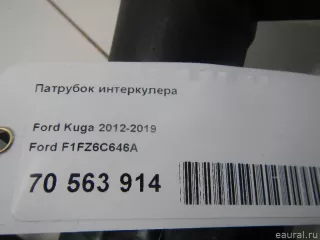 Патрубок интеркулера
Ford Kuga 2012-2019
Ford F1FZ6C646A
70 563 914
eaural.ru